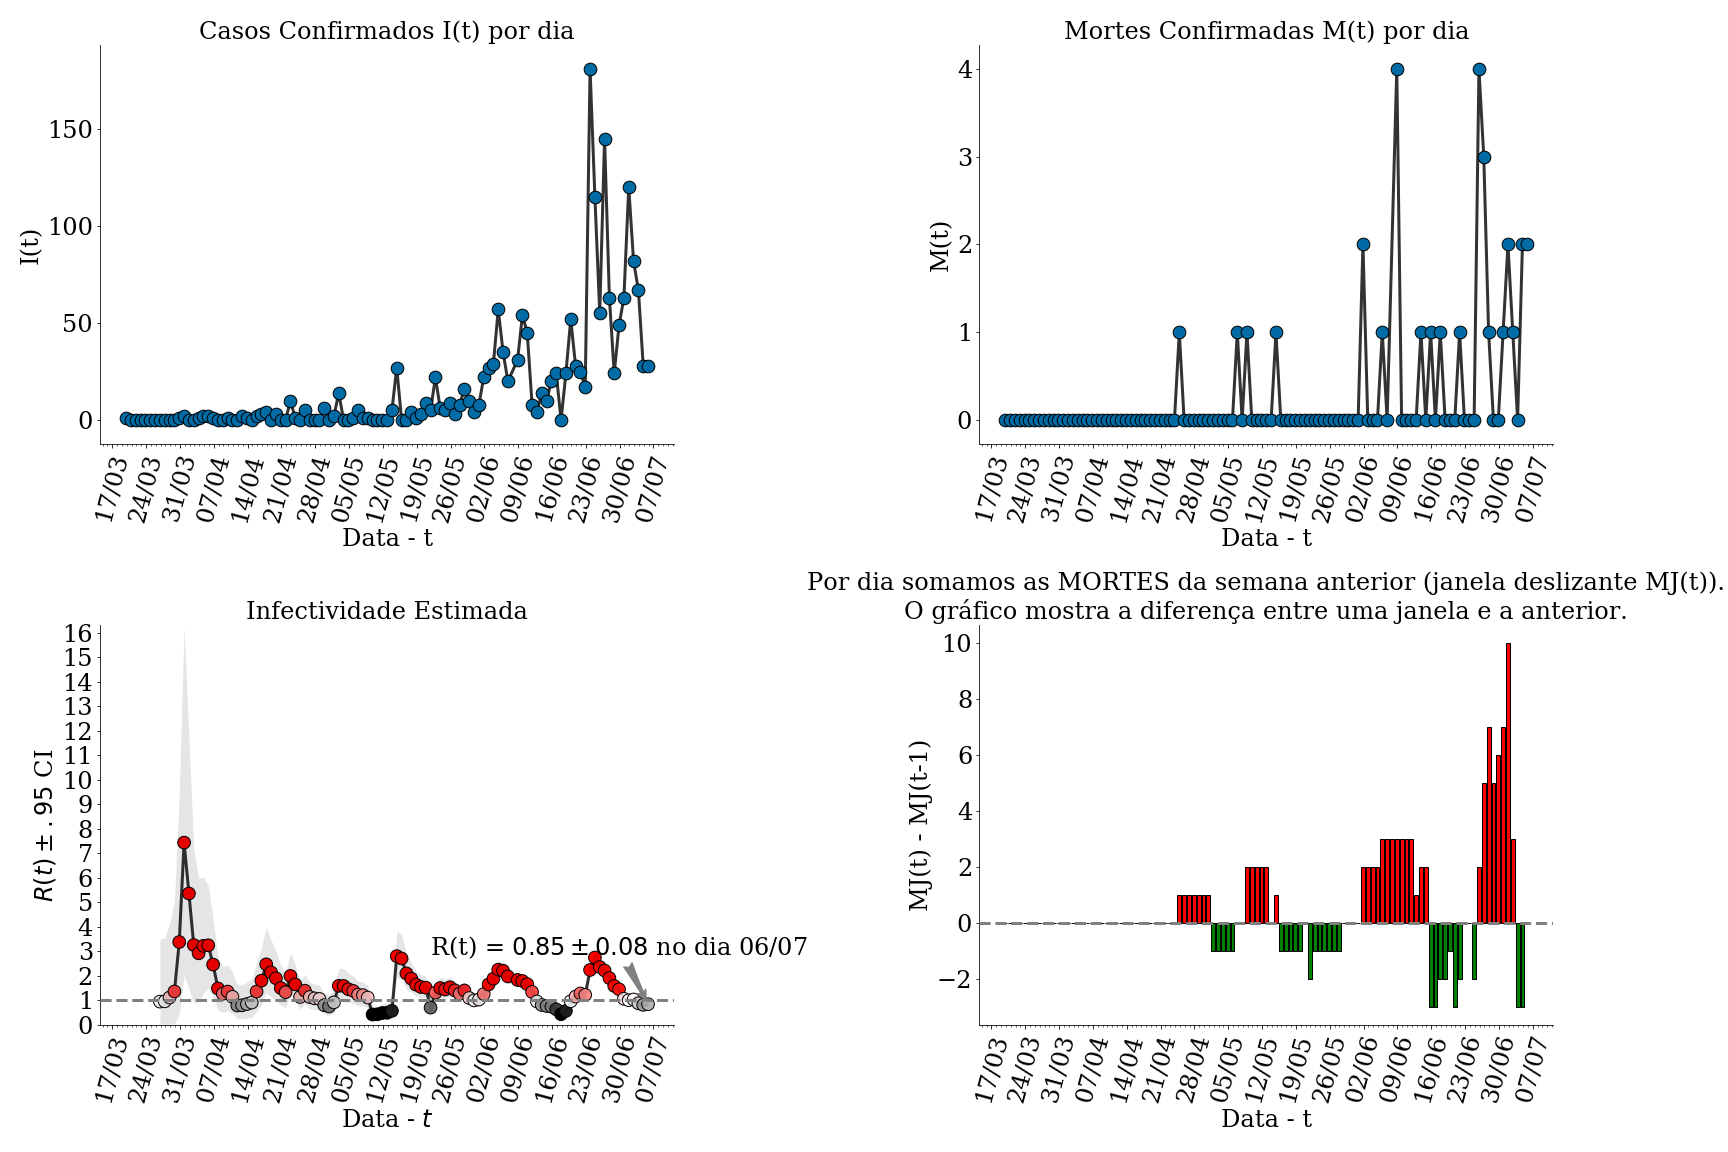 Casos Confirmados I(t) por dia
I(t)
150
100
50
0
17/03 24/03 31/03 07/04 14/04 21/04 28/04 05/05 12/05 19/05 26/05 02/06 09/06 16/06 23/06 30/06 07/07
Data - t
Mortes Confirmadas M(t) por dia
M(t)
4
3
2
1
0
17/03 24/03 31/03 07/04 14/04 21/04 28/04 05/05 12/05 19/05 26/05 02/06 09/06 16/06 23/06 30/06 07/07
Data - t
Infectividade Estimada
R(t) ± .95 CI
16
15
14
13
12
11
10
9
8
7
6
5
4
3
2
1
0
R(t) = 0.85 ± 0.08 no dia 06/07
17/03 24/03 31/03 07/04 14/04 21/04 28/04 05/05 12/05 19/05 26/05 02/06 09/06 16/06 23/06 30/06 07/07
Data - t
Por dia somamos as MORTES da semana anterior (janela deslizante MJ(t)).
O gráfico mostra a diferença entre uma janela e a anterior.
MJ(t) - MJ(t-1)
10
8
6
4
2
0
−2
17/03 24/03 31/03 07/04 14/04 21/04 28/04 05/05 12/05 19/05 26/05 02/06 09/06 16/06 23/06 30/06 07/07
Data - t